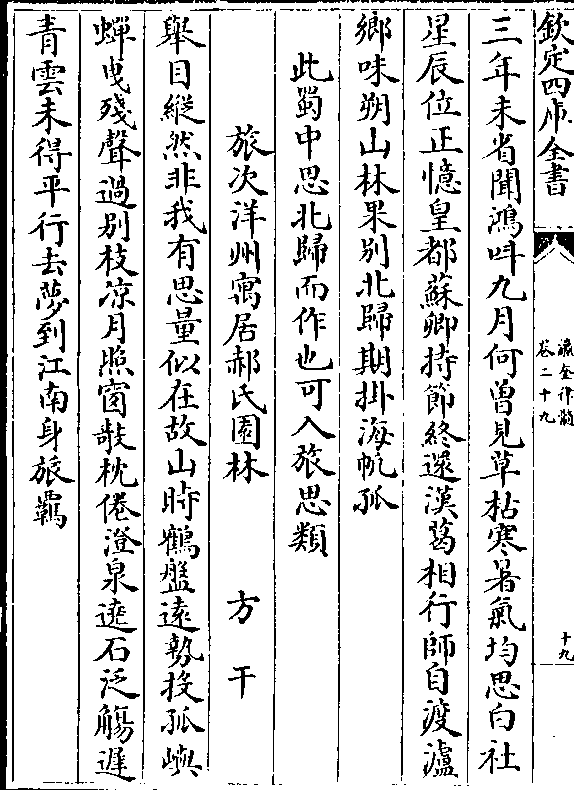 欽定四庫全書
瀛奎律髓
卷二十九
十九
三年未省聞鴻叫九月何曽見草枯寒暑氣均思白社
星辰位正憶皇都蘇卿持節終還漢葛相行師自渡瀘
鄉味朔山林果别北歸期掛海㠶孤
此蜀中思北歸而作也可入旅思類
旅次洋州寓居郝氏園林 方干
舉目縱然非我有思量似在故山時鶴盤逺勢投孤嶼
蟬曳殘聲過别枝凉月照窗攲枕倦澄泉遶石泛觴遲
青雲未得平行去夢到江南身旅羈